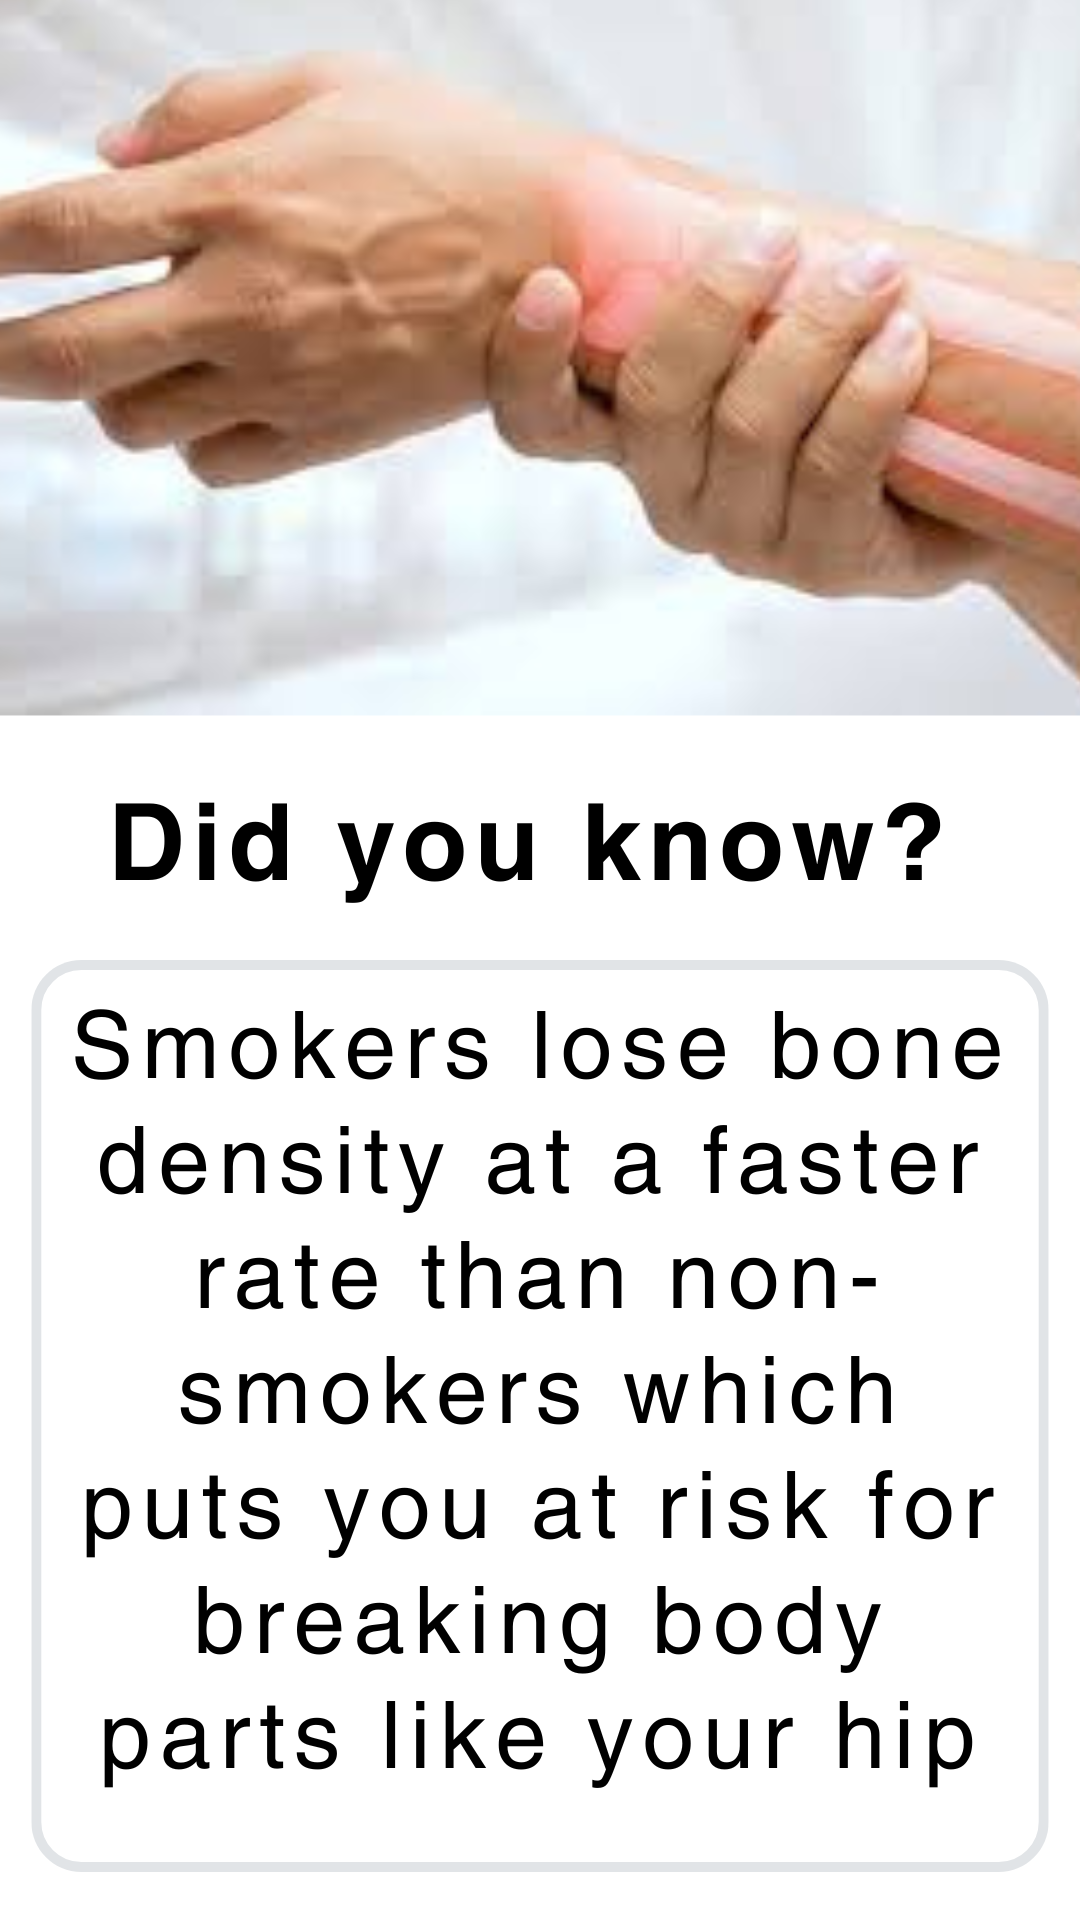 Did you know?
Smokers lose bone
density at a faster
rate than non-
smokers which
puts you at risk for
breaking body
parts like your hip